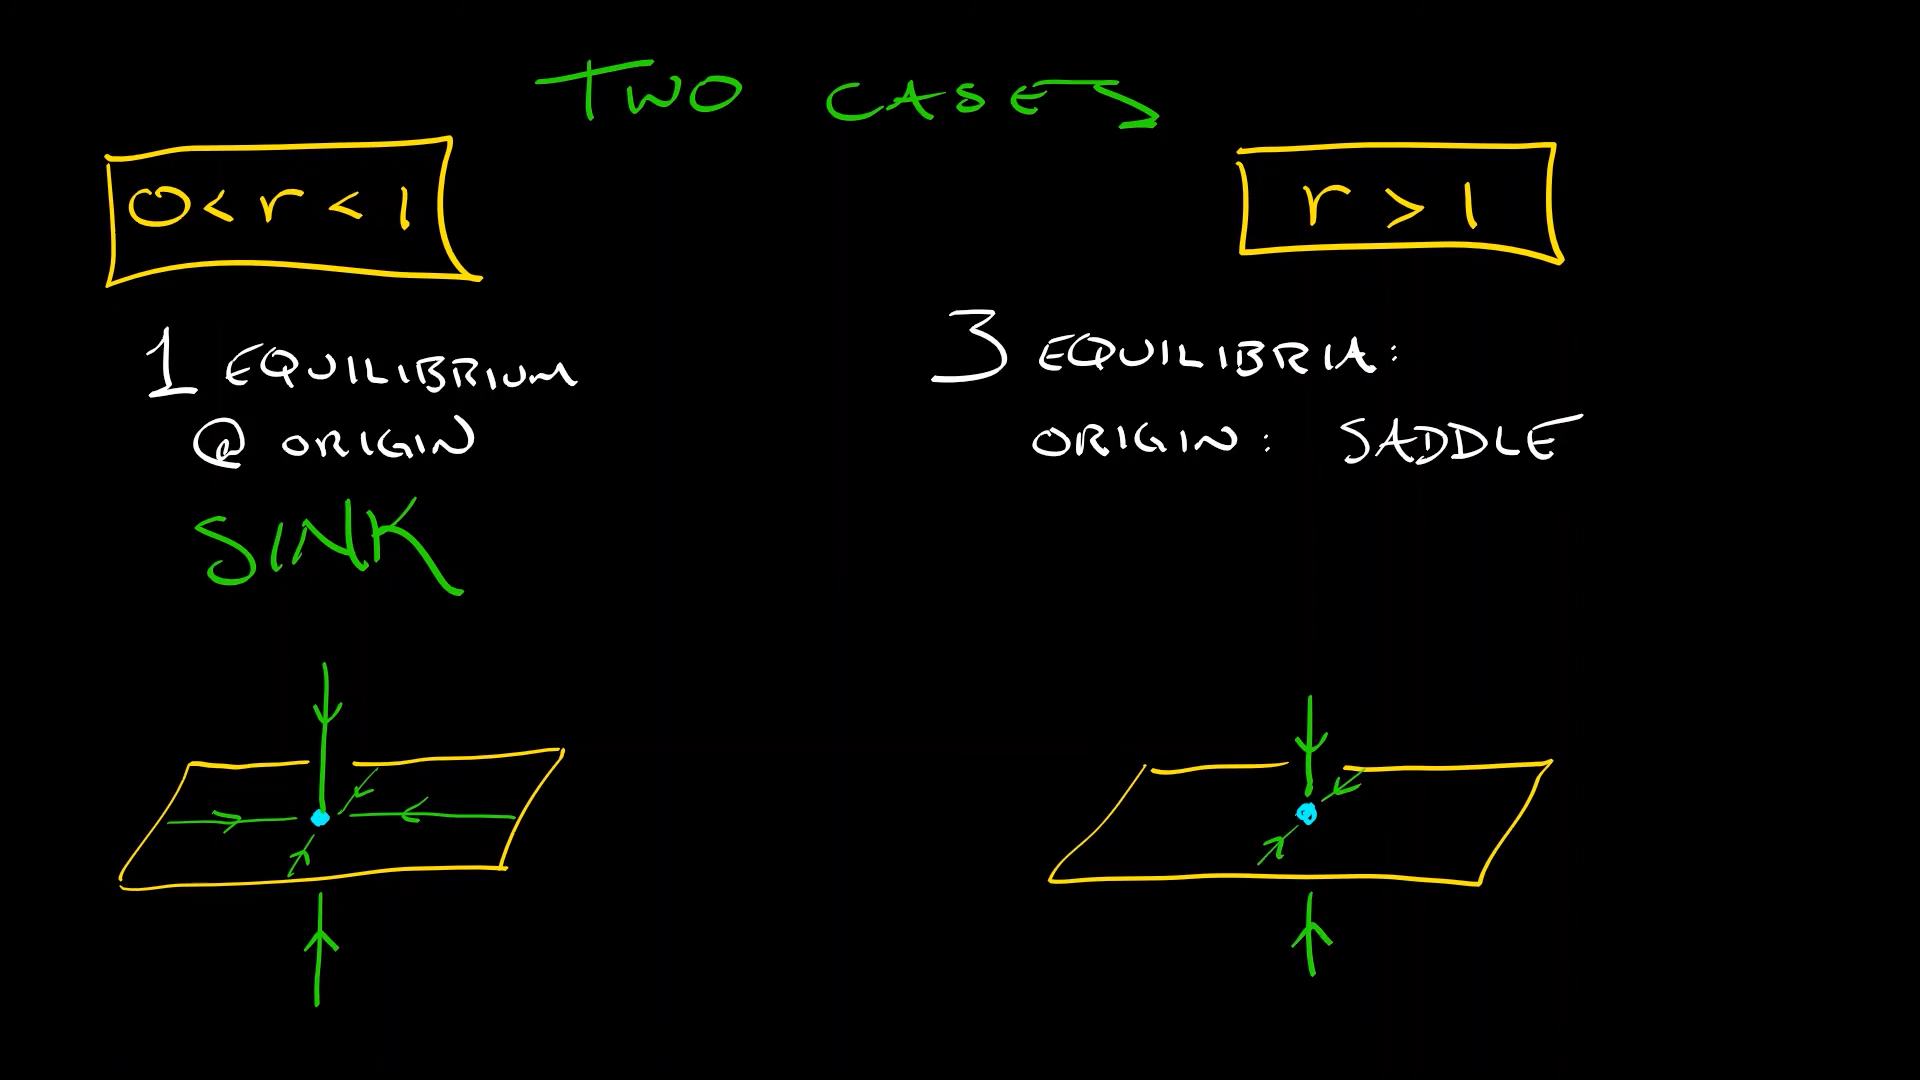 TWO CASES
0 < r < 1
1 EQUILIBRIUM
@ ORIGIN
SINK
r > 1
3 EQUILIBRIA:
ORIGIN: SADDLE